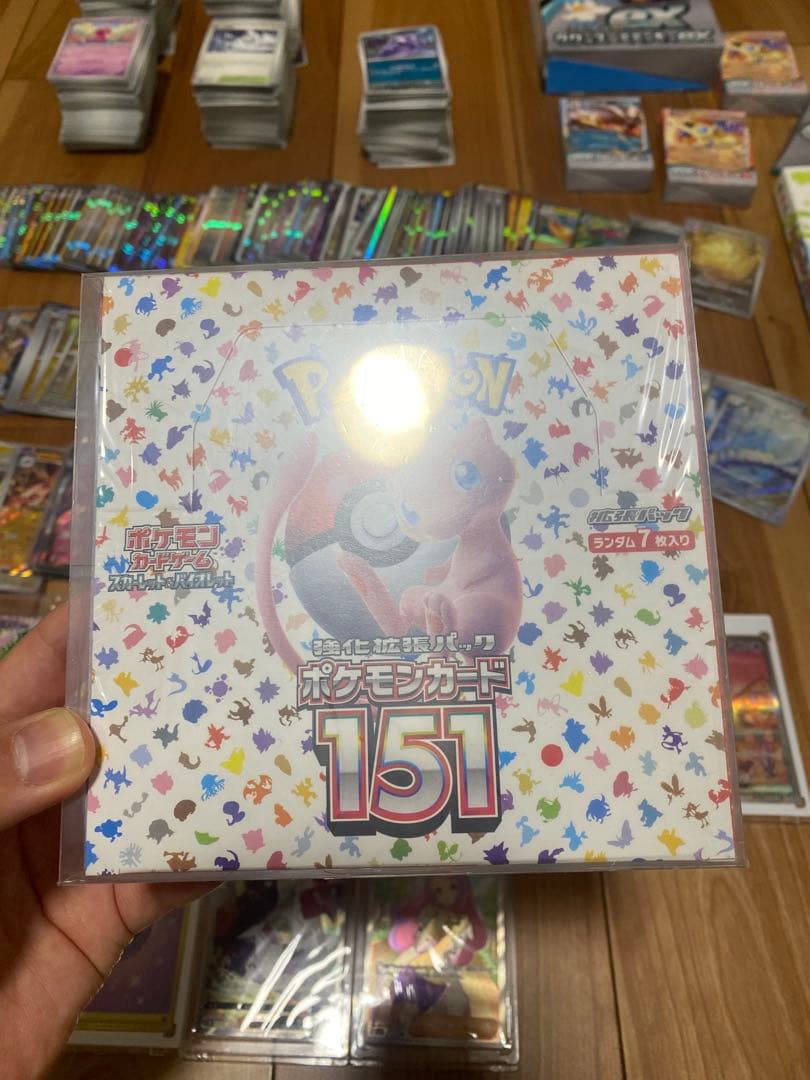 ex
POKÉMON
ポケモン
カードゲーム
スカーレット&バイオレット
拡張パック
ランダム7枚入り
強化拡張パック
ポケモンカード
151